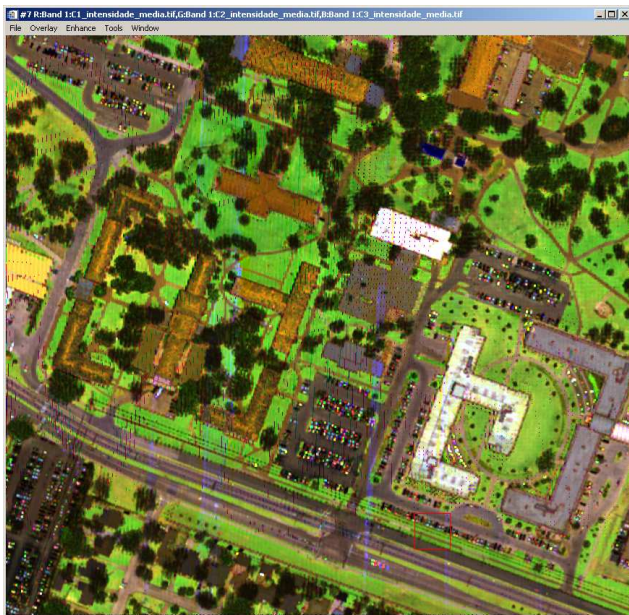 #7 R:Band 1:C1_intensidade_media.tif,G:Band 1:C2_intensidade_media.tif,B:Band 1:C3_intensidade_media.tif
File Overlay Enhance Tools Window